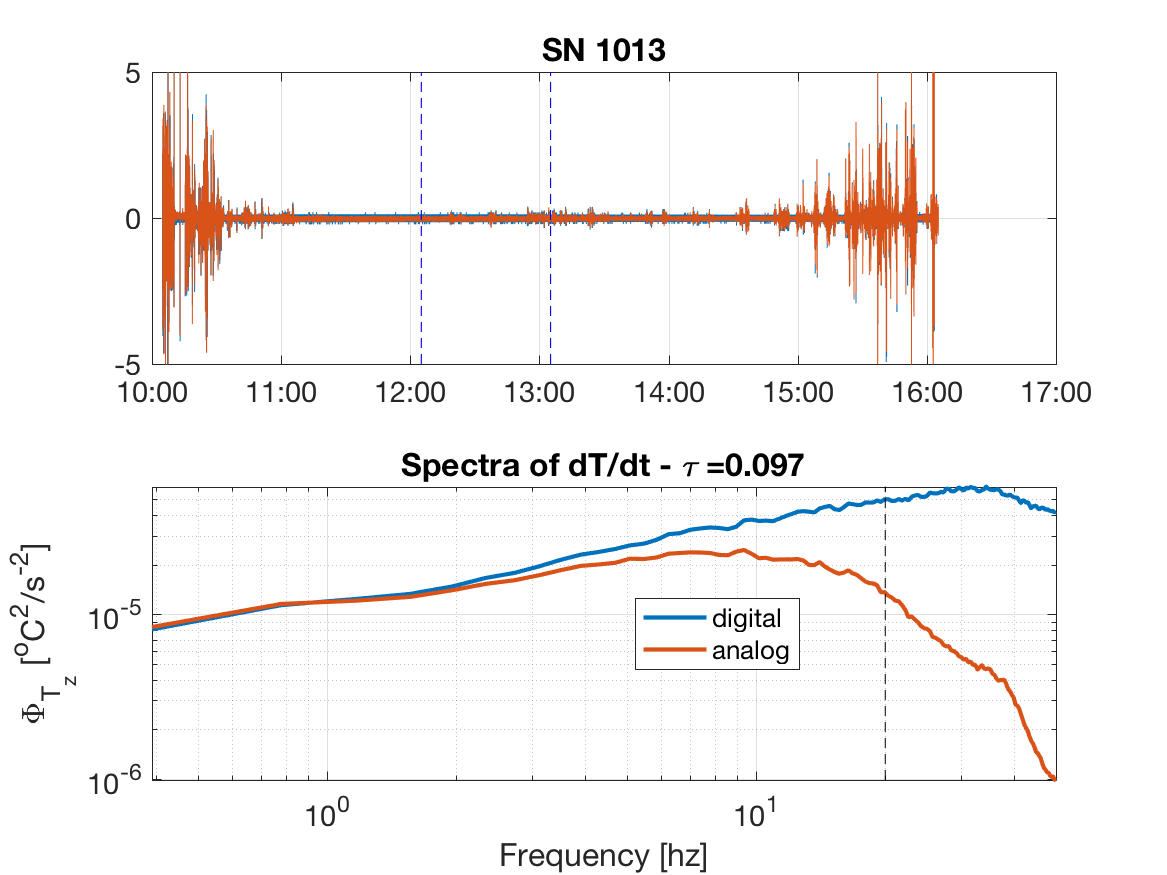 SN 1013
5
0
-5
10:00 11:00 12:00 13:00 14:00 15:00 16:00 17:00
Spectra of dT/dt - τ =0.097
Φ_{T_z} [°C²/s⁻²]
10⁻⁵
10⁻⁶
digital
analog
10⁰ 10¹
Frequency [hz]